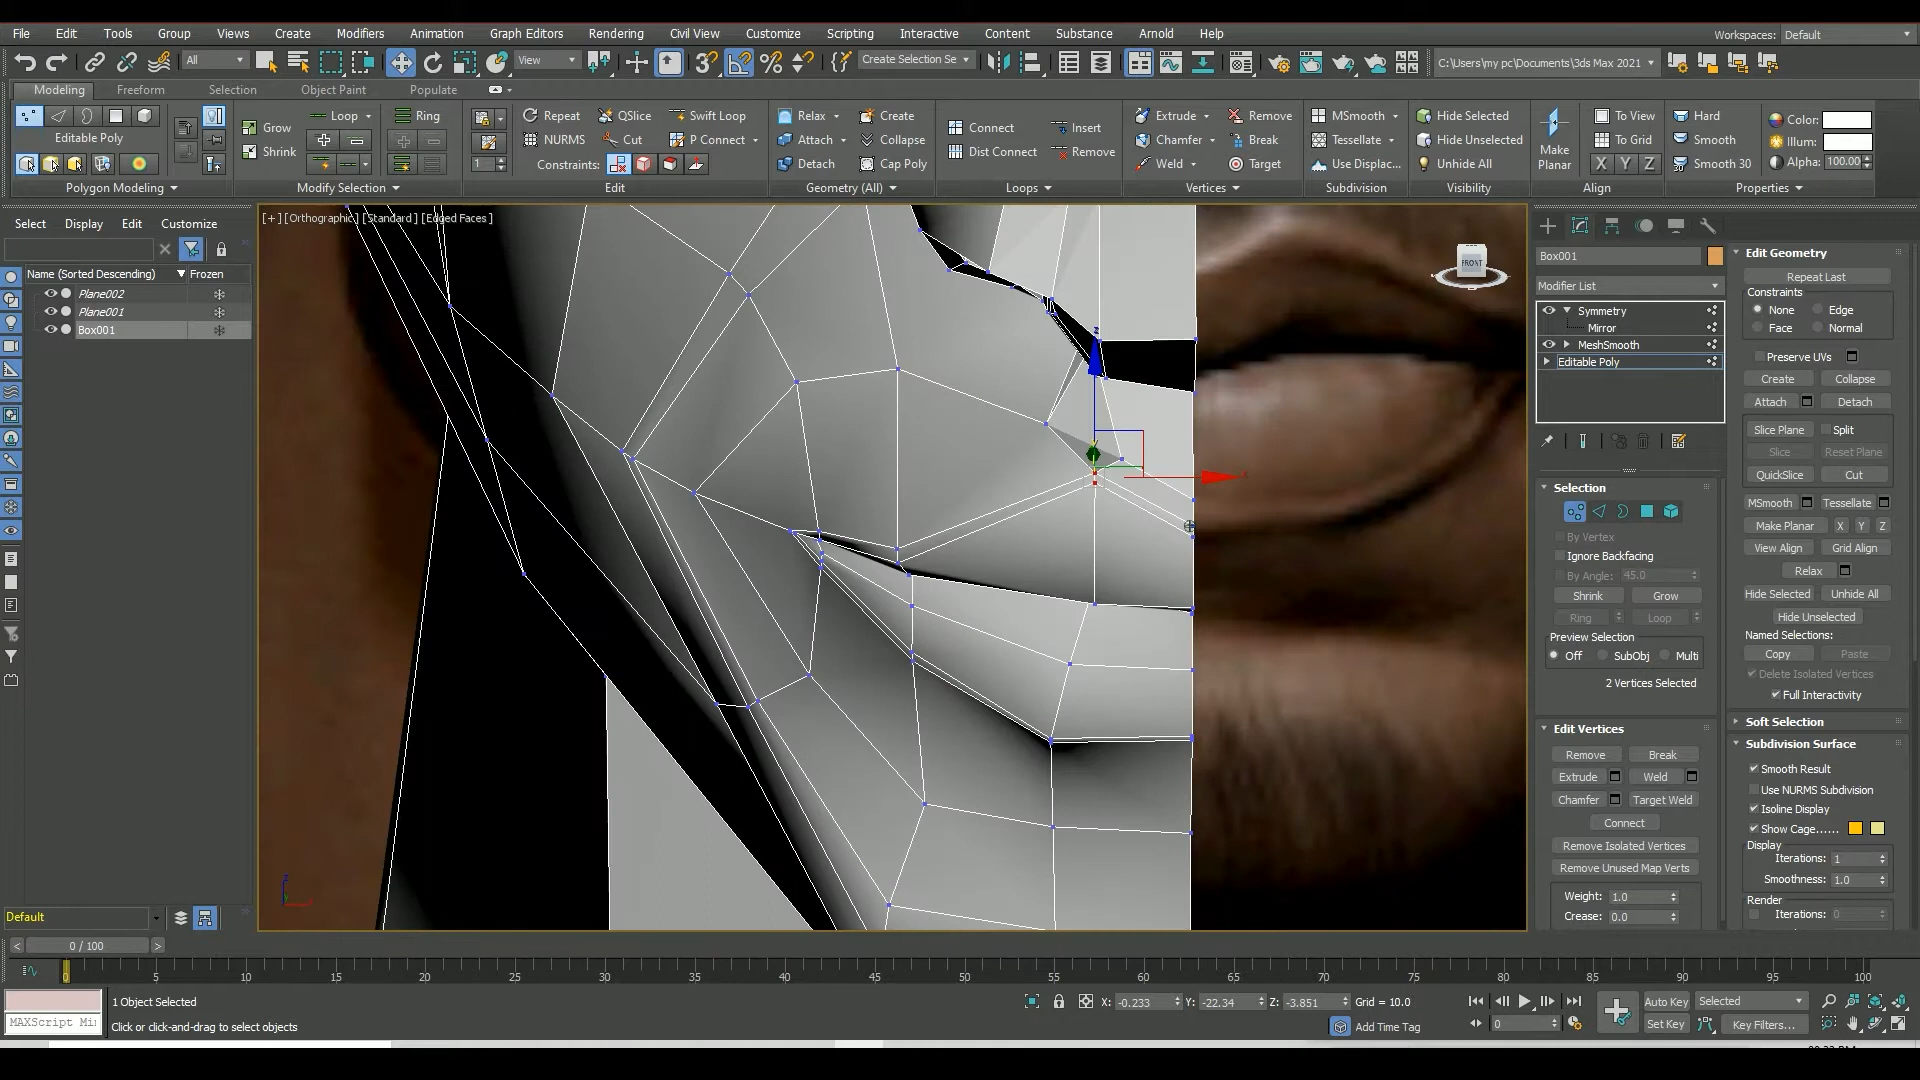 File Edit Tools Group Views Create Modifiers Animation Graph Editors Rendering Civil View Customize Scripting Interactive Content Substance Arnold Help
Workspaces: Default
All View Create Selection Se C:\Users\my pc\Documents\3ds Max 2021
Modeling Freeform Selection Object Paint Populate
Loop Ring Repeat QSlice Swift Loop Relax Create Extrude Remove MSmooth Hide Selected To View Hard Color:
Editable Poly Grow NURMS Cut P Connect Attach Collapse Connect Insert Chamfer Break Tessellate Hide Unselected Make Planar To Grid Smooth Illum:
Shrink 1 Constraints: Detach Cap Poly Dist Connect Remove Weld Target Use Displac... Unhide All X Y Z Smooth 30 Alpha: 100.00
Polygon Modeling Modify Selection Edit Geometry (All) Loops Vertices Subdivision Visibility Align Properties
Select Display Edit Customize
[+] [Orthographic] [Standard] [Edged Faces]
FRONT
Name (Sorted Descending) Frozen
Plane002
Plane001
Box001
Default
Box001
Modifier List
Symmetry
Mirror
MeshSmooth
Editable Poly
Selection
By Vertex
Ignore Backfacing
By Angle: 45.0
Shrink Grow
Ring Loop
Preview Selection
Off SubObj Multi
2 Vertices Selected
Edit Vertices
Remove Break
Extrude Weld
Chamfer Target Weld
Connect
Remove Isolated Vertices
Remove Unused Map Verts
Weight: 1.0
Crease: 0.0
Edit Geometry
Repeat Last
Constraints
None Edge
Face Normal
Preserve UVs
Create Collapse
Attach Detach
Slice Plane Split
Slice Reset Plane
QuickSlice Cut
MSmooth Tessellate
Make Planar X Y Z
View Align Grid Align
Relax
Hide Selected Unhide All
Hide Unselected
Named Selections:
Copy Paste
Delete Isolated Vertices
Full Interactivity
Soft Selection
Subdivision Surface
Smooth Result
Use NURMS Subdivision
Isoline Display
Show Cage......
Display
Iterations: 1
Smoothness: 1.0
Render
Iterations: 0
< 0 / 100 >
0 5 10 15 20 25 30 35 40 45 50 55 60 65 70 75 80 85 90 95 100
1 Object Selected X: -0.233 Y: -22.34 Z: -3.851 Grid = 10.0 Auto Key Selected
MAXScript Mi Click or click-and-drag to select objects Add Time Tag 0 Set Key Key Filters...